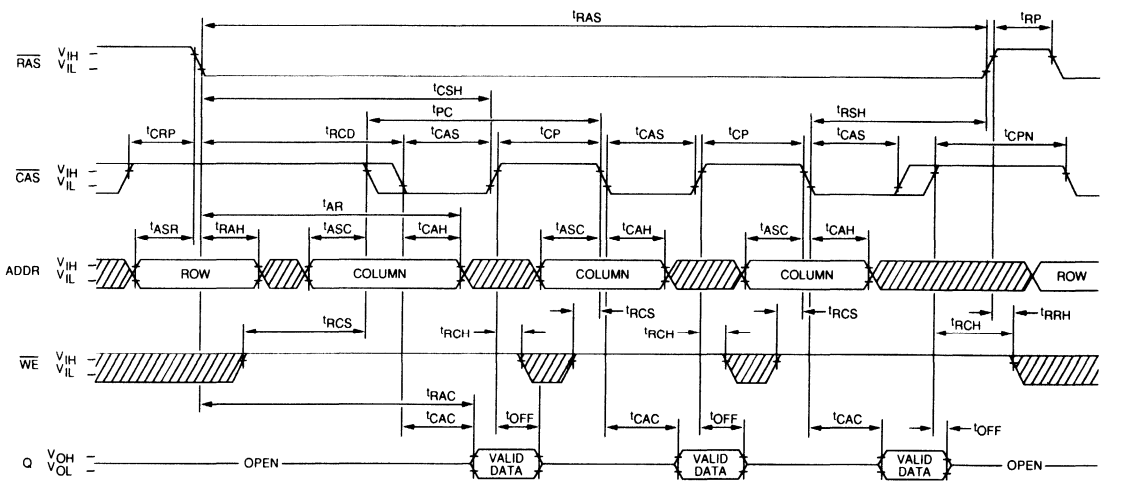 tRAS
tRP
RAS VIH
VIL
tCSH
tPC
tRSH
tCRP
tRCD
tCAS
tCP
tCAS
tCP
tCAS
tCPN
CAS VIH
VIL
tAR
tASR
tRAH
tASC
tCAH
tASC
tCAH
tASC
tCAH
ADDR VIH
VIL
ROW
COLUMN
COLUMN
COLUMN
ROW
tRCS
tRCH
tRCS
tRCH
tRCS
tRCH
tRRH
WE VIH
VIL
tRAC
tCAC
tOFF
tCAC
tOFF
tCAC
tOFF
Q VOH
VOL
OPEN
VALID
DATA
VALID
DATA
VALID
DATA
OPEN